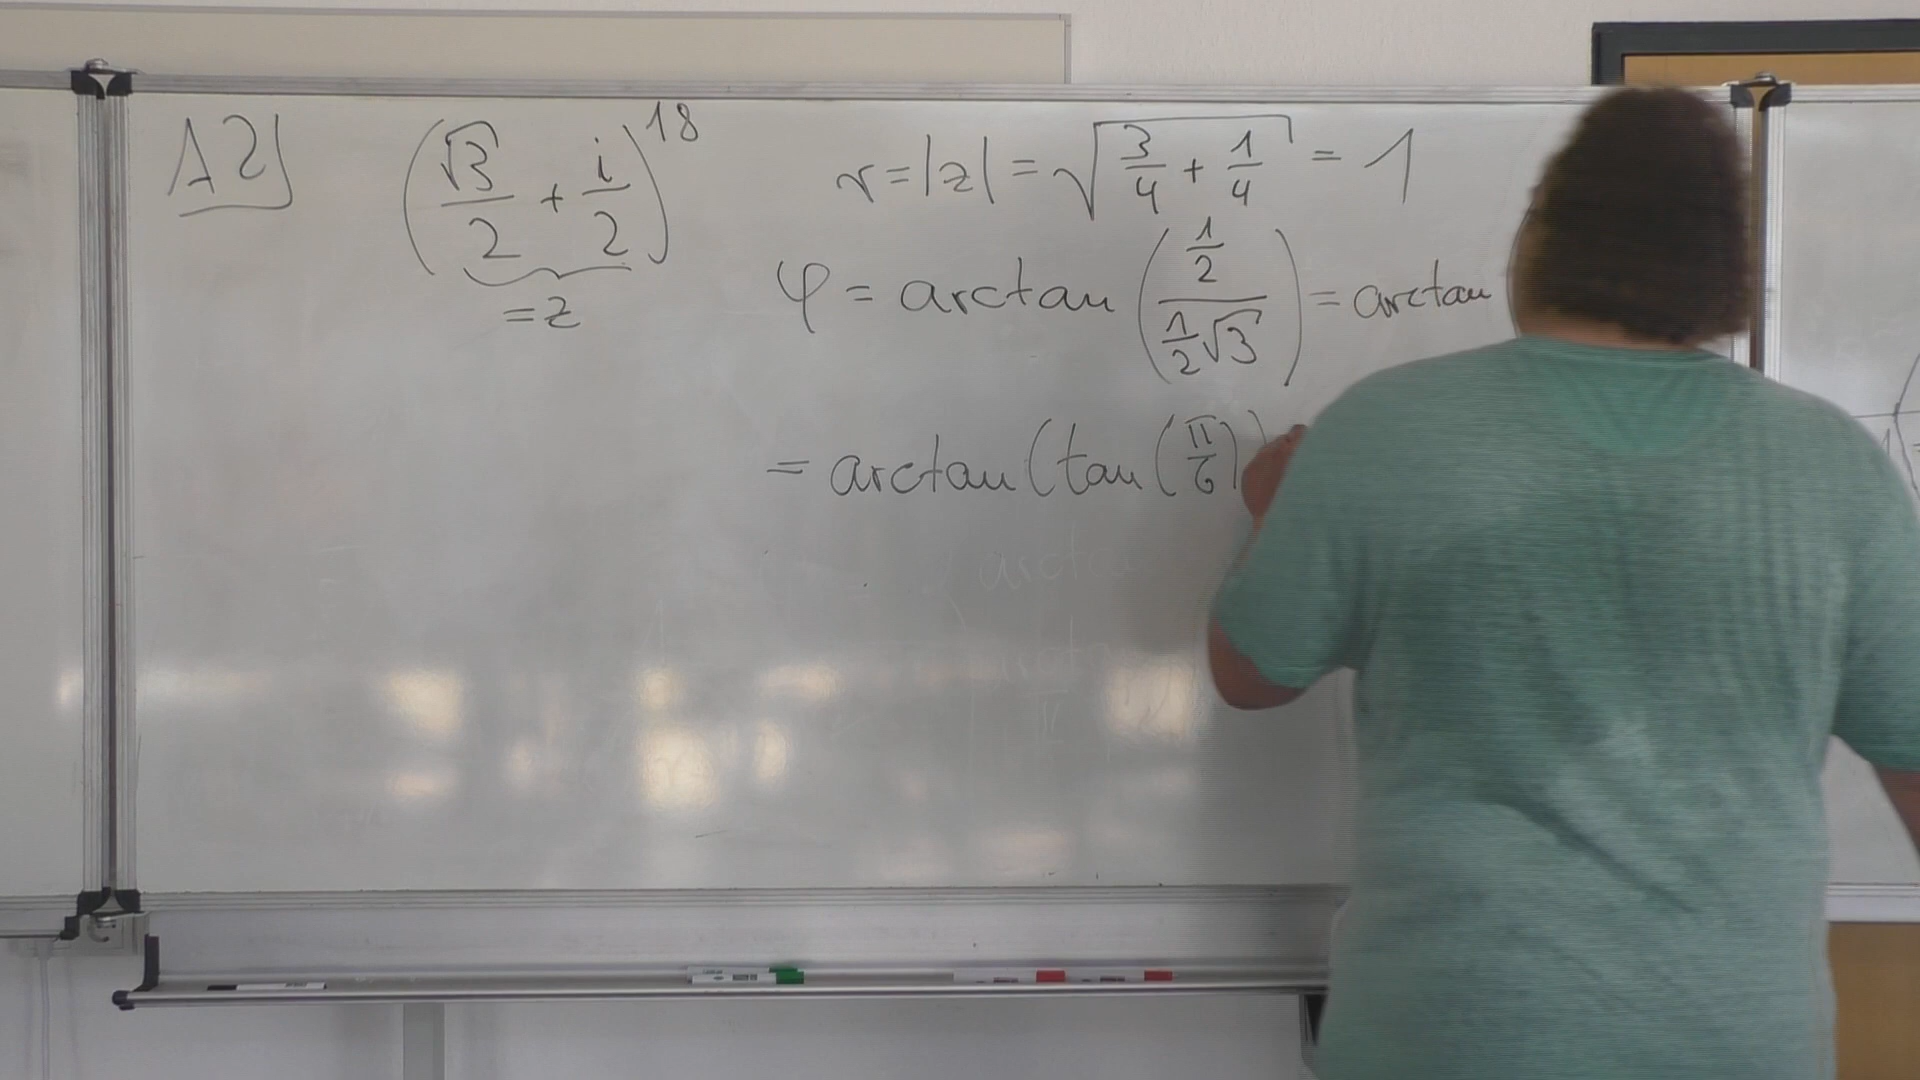 A2)
(√3/2 + i/2)^18
= z
r = |z| = √(3/4 + 1/4) = 1
φ = arctan ((1/2)/(1/2 √3)) = arctan
= arctan (tan (π/6))